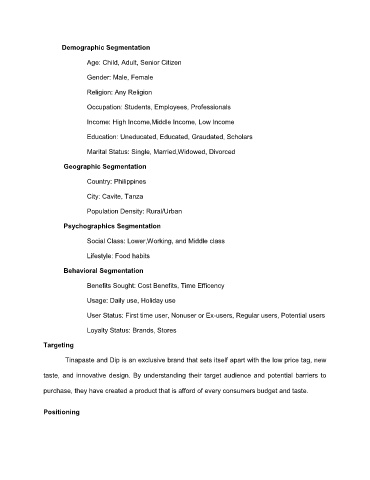 Demographic Segmentation
Age: Child, Adult, Senior Citizen
Gender: Male, Female
Religion: Any Religion
Occupation: Students, Employees, Professionals
Income: High Income,Middle Income, Low Income
Education: Uneducated, Educated, Graudated, Scholars
Marital Status: Single, Married,Widowed, Divorced
Geographic Segmentation
Country: Philippines
City: Cavite, Tanza
Population Density: Rural/Urban
Psychographics Segmentation
Social Class: Lower,Working, and Middle class
Lifestyle: Food habits
Behavioral Segmentation
Benefits Sought: Cost Benefits, Time Efficency
Usage: Daily use, Holiday use
User Status: First time user, Nonuser or Ex-users, Regular users, Potential users
Loyalty Status: Brands, Stores
Targeting
Tinapaste and Dip is an exclusive brand that sets itself apart with the low price tag, new
taste, and innovative design. By understanding their target audience and potential barriers to
purchase, they have created a product that is afford of every consumers budget and taste.
Positioning